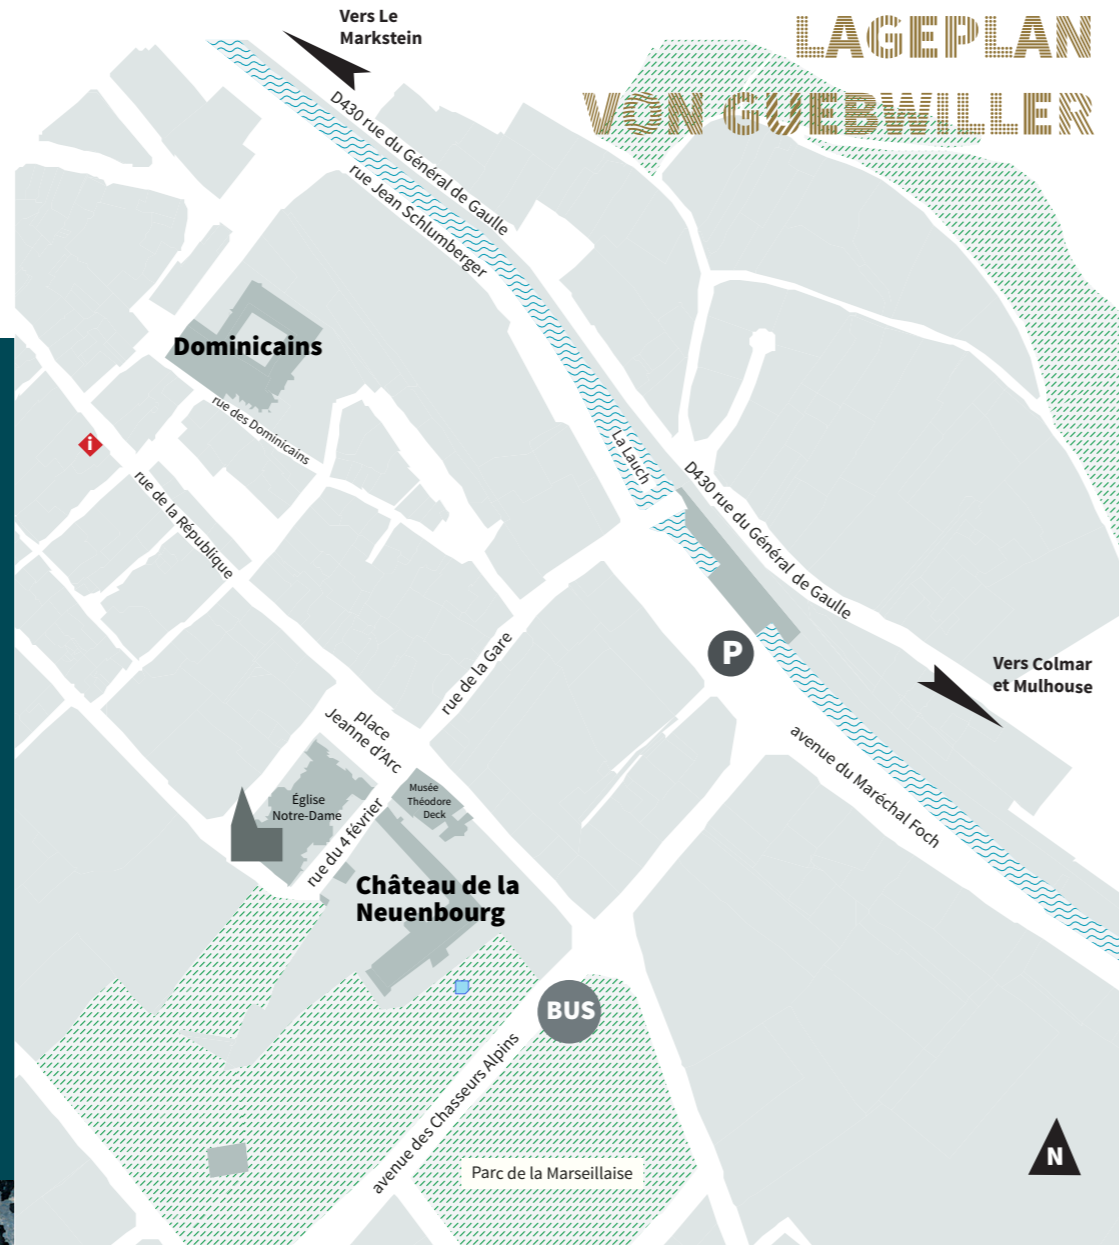 LAGEPLAN
VON GUEBWILLER
Vers Le
Markstein
D430 rue du Général de Gaulle
rue Jean Schlumberger
Dominicains
rue des Dominicains
i
La Lauch
D430 rue du Général de Gaulle
rue de la République
rue de la Gare
P
Vers Colmar
et Mulhouse
place
Jeanne d'Arc
avenue du Maréchal Foch
Musée
Théodore
Deck
Église
Notre-Dame
rue du 4 février
Château de la
Neuenbourg
BUS
avenue des Chasseurs Alpins
Parc de la Marseillaise
N